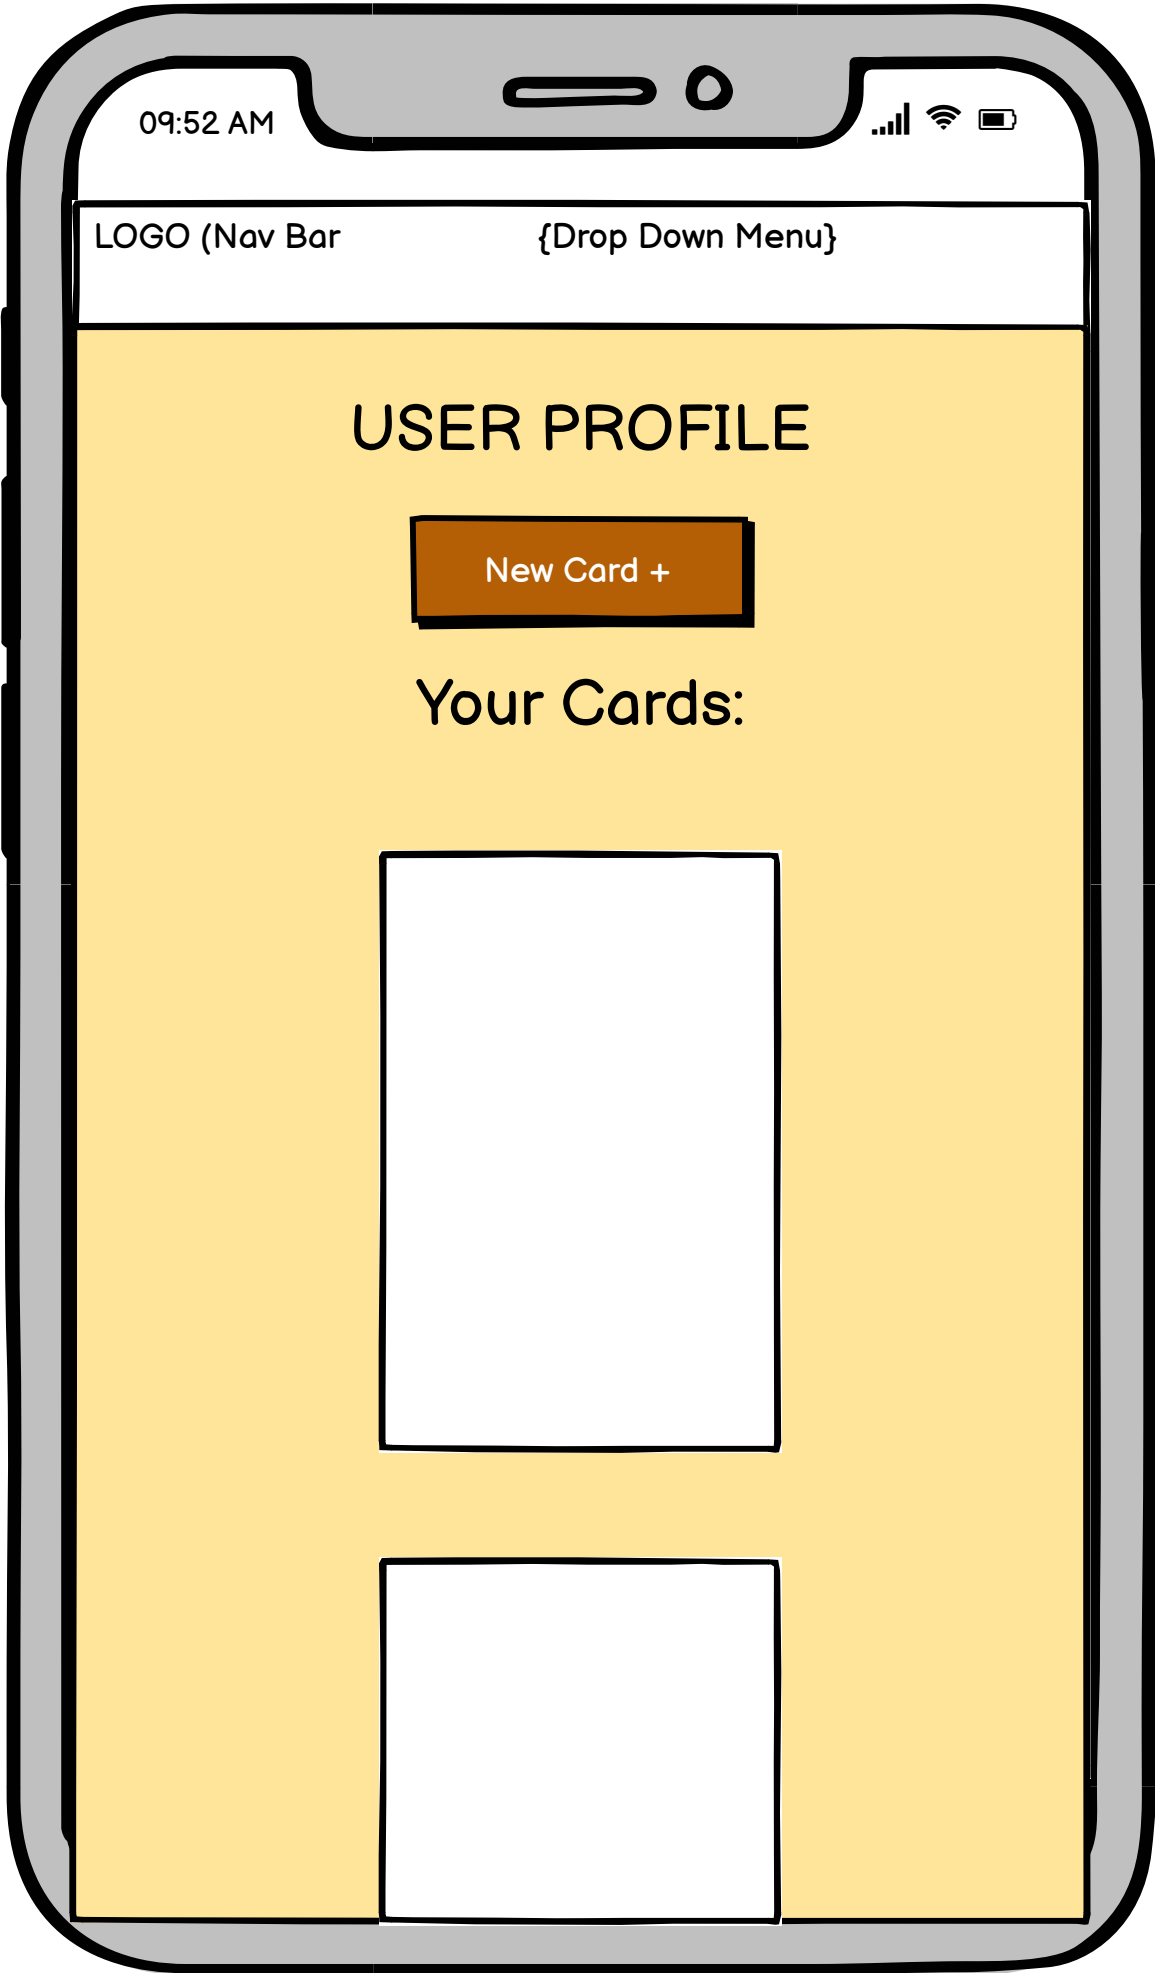 09:52 AM
LOGO (Nav Bar {Drop Down Menu}
USER PROFILE
New Card +
Your Cards: